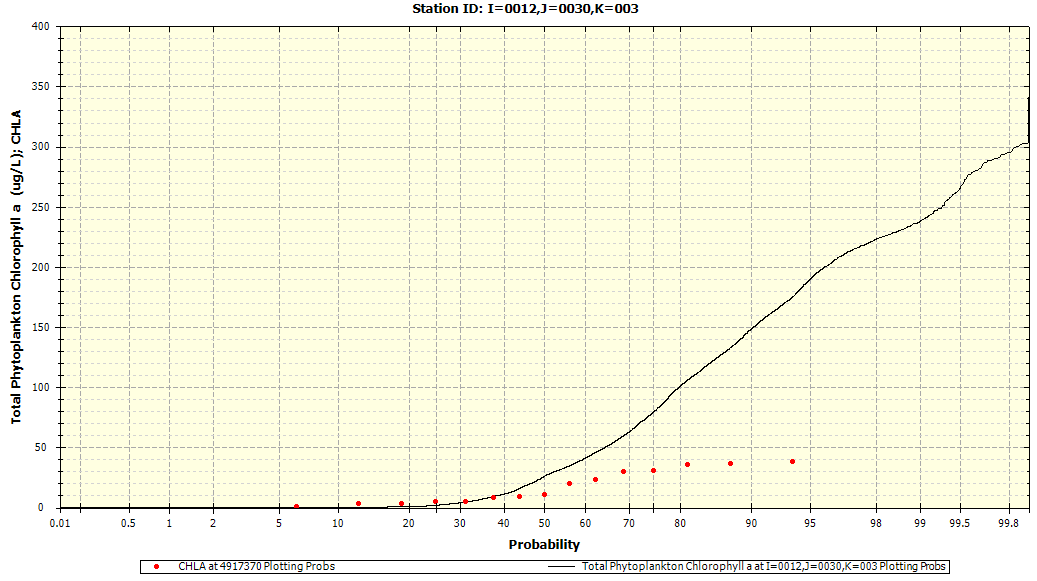 Station ID: I=0012,J=0030,K=003
Total Phytoplankton Chlorophyll a (ug/L); CHLA
400
350
300
250
200
150
100
50
0
0.01 0.5 1 2 5 10 20 30 40 50 60 70 80 90 95 98 99 99.5 99.8
Probability
CHLA at 4917370 Plotting Probs
Total Phytoplankton Chlorophyll a at I=0012,J=0030,K=003 Plotting Probs